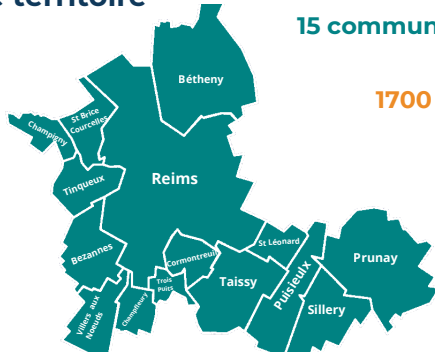 territoire
15 commun
1700
Bétheny
St Brice
Courcelles
Champigny
Tinqueux
Reims
Bezannes
Cormontreuil
St Léonard
Trois
Puits
Taissy
Puisieulx
Prunay
Sillery
Champfleury
Villers aux
Noeuds